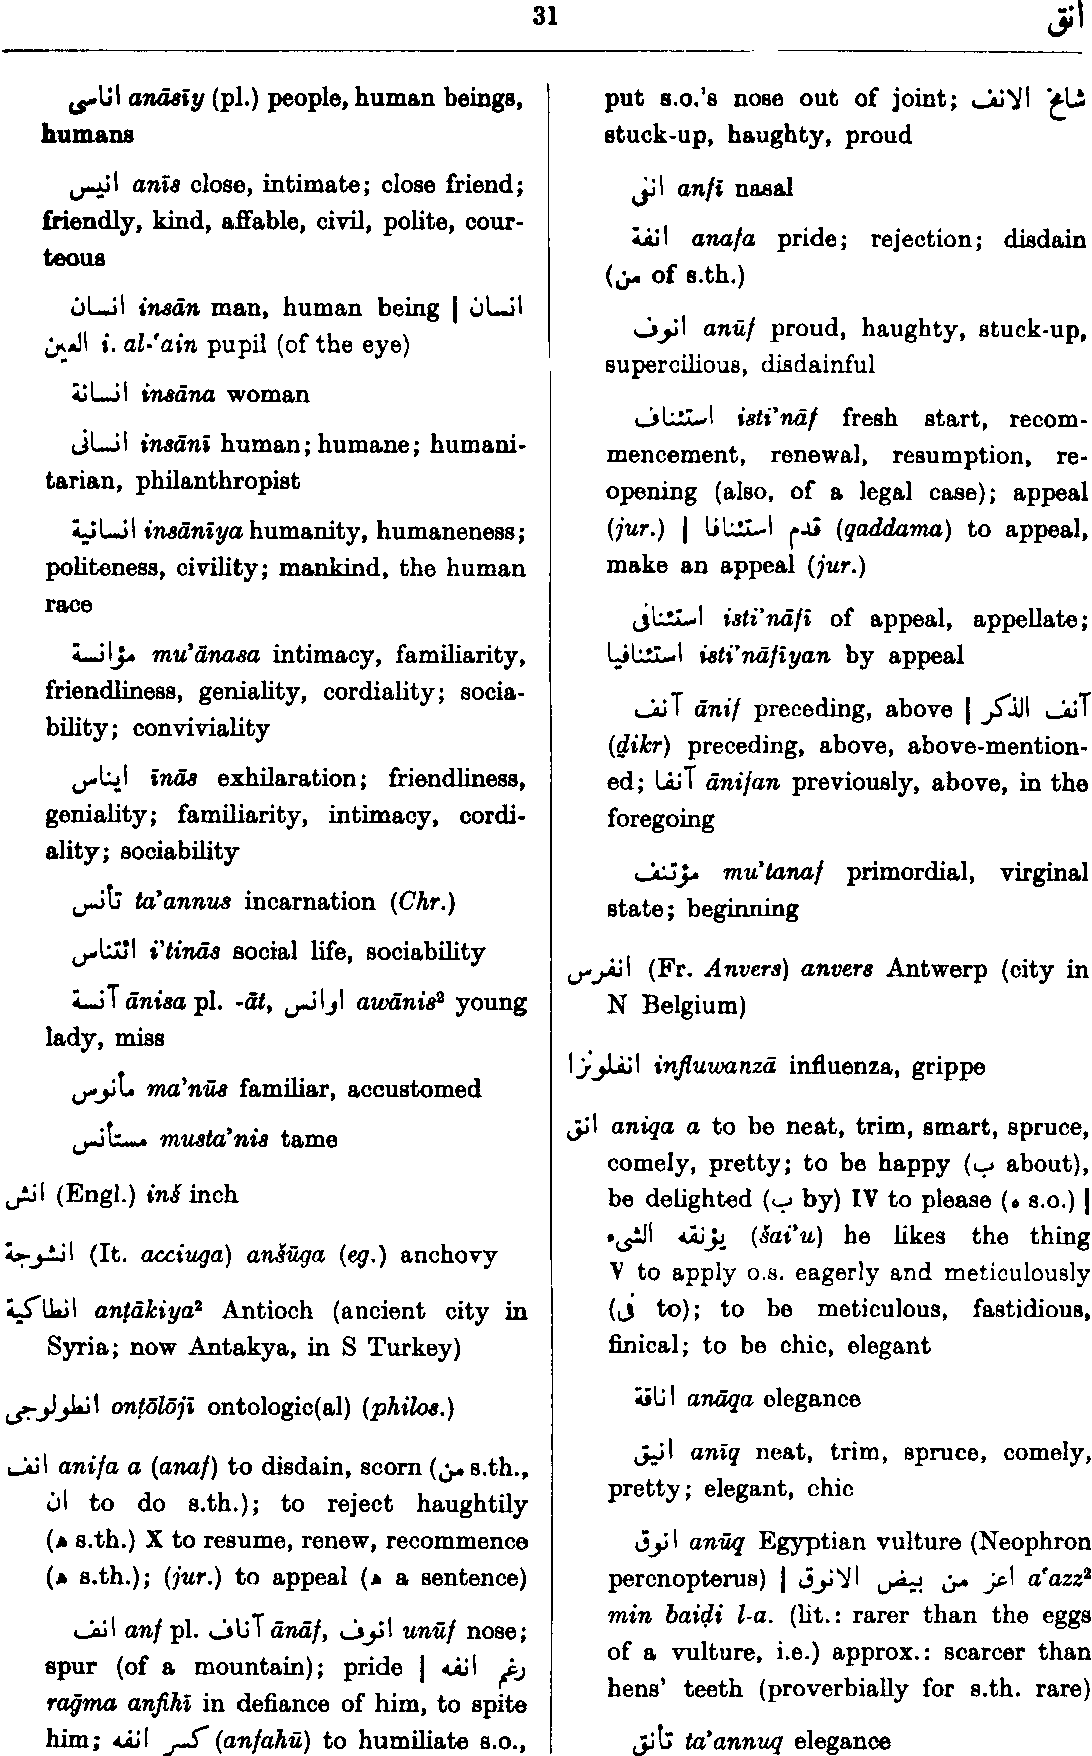 31
انق
اناسى anāsīy (pl.) people, human beings,
humans
انيس anīs close, intimate; close friend;
friendly, kind, affable, civil, polite, cour-
teous
انسان insān man, human being | انسان
العين i. al-‘ain pupil (of the eye)
انسانة insāna woman
انسانى insānī human; humane; humani-
tarian, philanthropist
انسانية insānīya humanity, humaneness;
politeness, civility; mankind, the human
race
مؤانسة mu’ānasa intimacy, familiarity,
friendliness, geniality, cordiality; socia-
bility; conviviality
ايناس īnās exhilaration; friendliness,
geniality; familiarity, intimacy, cordi-
ality; sociability
تأنس ta’annus incarnation (Chr.)
ائتناس i’tinās social life, sociability
آنسة ānisa pl. -āt, اوانس awānis² young
lady, miss
مأنوس ma’nūs familiar, accustomed
مستأنس musta’nis tame
انش (Engl.) inš inch
انشوجة (It. acciuga) anšūga (eg.) anchovy
انطاكية anṭākiya² Antioch (ancient city in
Syria; now Antakya, in S Turkey)
انطولوجى onṭōlōjī ontologic(al) (philos.)
انف anifa a (anaf) to disdain, scorn (من s.th.,
ان to do s.th.); to reject haughtily
(ه s.th.) X to resume, renew, recommence
(ه s.th.); (jur.) to appeal (ه a sentence)
انف anf pl. آناف ānāf, انوف unūf nose;
spur (of a mountain); pride | رغم انفه
raḡma anfihī in defiance of him, to spite
him; كسر انفه (anfahū) to humiliate s.o.,
put s.o.’s nose out of joint; شامخ الانف
stuck-up, haughty, proud
انفى anfī nasal
انفة anafa pride; rejection; disdain
(من of s.th.)
انوف anūf proud, haughty, stuck-up,
supercilious, disdainful
استئناف isti’nāf fresh start, recom-
mencement, renewal, resumption, re-
opening (also, of a legal case); appeal
(jur.) | قدم استئنافا (qaddama) to appeal,
make an appeal (jur.)
استئنافى isti’nāfī of appeal, appellate;
استئنافيا isti’nāfīyan by appeal
آنف ānif preceding, above | آنف الذكر
(ḏikr) preceding, above, above-mention-
ed; آنفا ānifan previously, above, in the
foregoing
مؤتنف mu’tanaf primordial, virginal
state; beginning
انفرس (Fr. Anvers) anvers Antwerp (city in
N Belgium)
انفلونزا influwanzā influenza, grippe
انق aniqa a to be neat, trim, smart, spruce,
comely, pretty; to be happy (ب about),
be delighted (ب by) IV to please (ه s.o.) |
يؤنقه الشىء (šai’u) he likes the thing
V to apply o.s. eagerly and meticulously
(فى to); to be meticulous, fastidious,
finical; to be chic, elegant
اناقة anāqa elegance
انيق anīq neat, trim, spruce, comely,
pretty; elegant, chic
انوق anūq Egyptian vulture (Neophron
percnopterus) | اعز من بيض الانوق a‘azz²
min baiḍi l-a. (lit.: rarer than the eggs
of a vulture, i.e.) approx.: scarcer than
hens’ teeth (proverbially for s.th. rare)
تأنق ta’annuq elegance